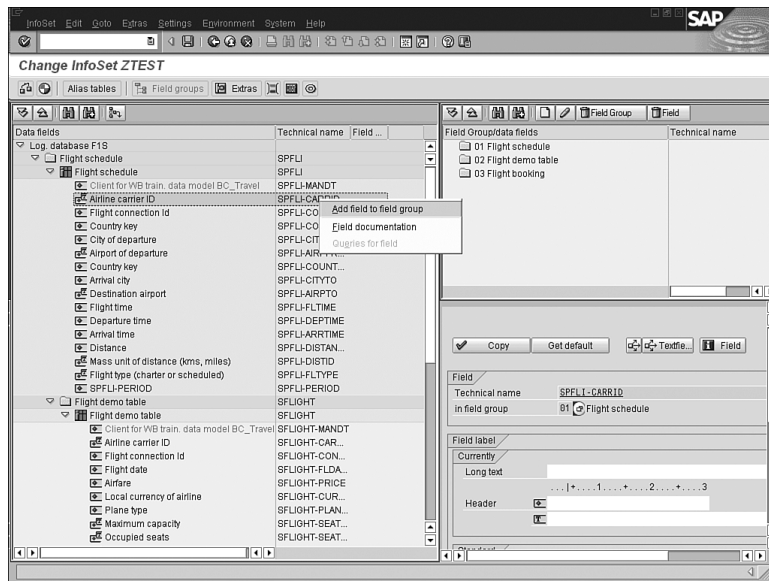 InfoSet Edit Goto Extras Settings Environment System Help
SAP
Change InfoSet ZTEST
Alias tables Field groups Extras
Field Group Field
Data fields Technical name Field ...
Log. database F1S
Flight schedule SPFLI
Flight schedule SPFLI
Client for WB train. data model BC_Travel SPFLI-MANDT
Airline carrier ID SPFLI-CARRID
Flight connection Id SPFLI-CO
Country key SPFLI-CO
City of departure SPFLI-CIT
Airport of departure SPFLI-AIRPFR...
Country key SPFLI-COUNT...
Arrival city SPFLI-CITYTO
Destination airport SPFLI-AIRPTO
Flight time SPFLI-FLTIME
Departure time SPFLI-DEPTIME
Arrival time SPFLI-ARRTIME
Distance SPFLI-DISTAN...
Mass unit of distance (kms, miles) SPFLI-DISTID
Flight type (charter or scheduled) SPFLI-FLTYPE
SPFLI-PERIOD SPFLI-PERIOD
Flight demo table SFLIGHT
Flight demo table SFLIGHT
Client for WB train. data model BC_Travel SFLIGHT-MANDT
Airline carrier ID SFLIGHT-CAR...
Flight connection Id SFLIGHT-CON...
Flight date SFLIGHT-FLDA...
Airfare SFLIGHT-PRICE
Local currency of airline SFLIGHT-CUR...
Plane type SFLIGHT-PLAN...
Maximum capacity SFLIGHT-SEAT...
Occupied seats SFLIGHT-SEAT...
Add field to field group
Field documentation
Queries for field
Field Group/data fields Technical name
01 Flight schedule
02 Flight demo table
03 Flight booking
Copy Get default Textfie... Field
Field
Technical name SPFLI-CARRID
in field group 01 Flight schedule
Field label
Currently
Long text
...|+....1....+....2....+....3
Header